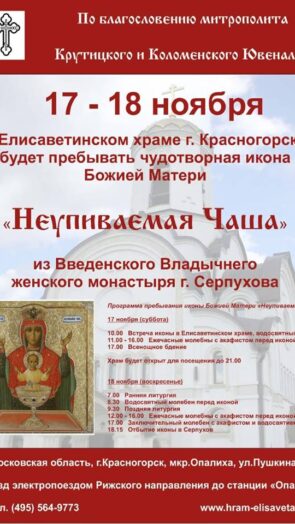 По благословению митрополита
Крутицкого и Коломенского Ювенал
17 - 18 ноября
Елисаветинском храме г. Красногорск
будет пребывать чудотворная икона
Божией Матери
«Неупиваемая Чаша»
из Введенского Владычнего
женского монастыря г. Серпухова
Программа пребывания иконы Божией Матери «Неупиваем
17 ноября (суббота)
10.00 Встреча иконы в Елисаветинском храме, водосвятны
11.00 - 16.00 Ежечасные молебны с акафистом перед иконой
17.00 Всенощное бдение
Храм будет открыт для посещения до 21.00
18 ноября (воскресенье)
7.00 Ранняя литургия
8.30 Водосвятный молебен перед иконой
9.30 Поздняя литургия
12.00 - 16.00 Ежечасные молебны с акафистом перед иконой
17.00 Заключительный молебен с акафистом и водосвятием
18.15 Отбытие иконы в Серпухов
осковская область, г.Красногорск, мкр.Опалиха, ул.Пушкина
зд электропоездом Рижского направления до станции «Опа
л. (495) 564-9773
www.hram-elisaveta